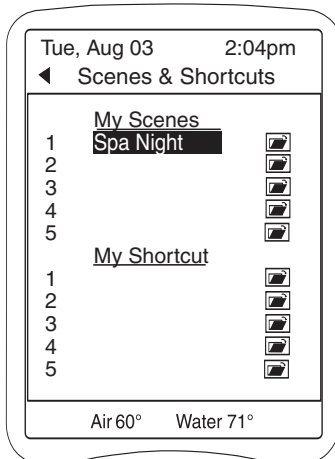 Tue, Aug 03 2:04pm
Scenes & Shortcuts
My Scenes
1 Spa Night
2
3
4
5
My Shortcut
1
2
3
4
5
Air 60° Water 71°